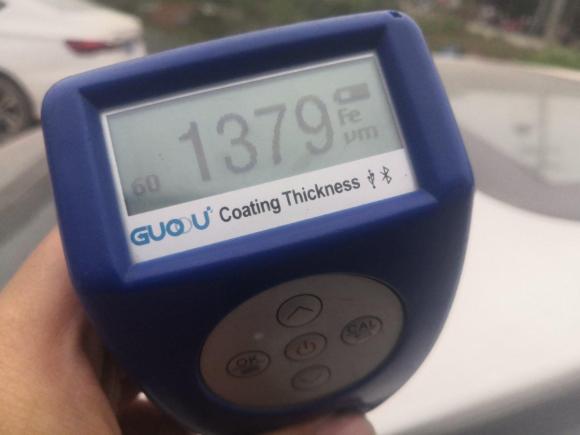 1379
Fe
μm
60
GUOOU Coating Thickness
OK
CAL